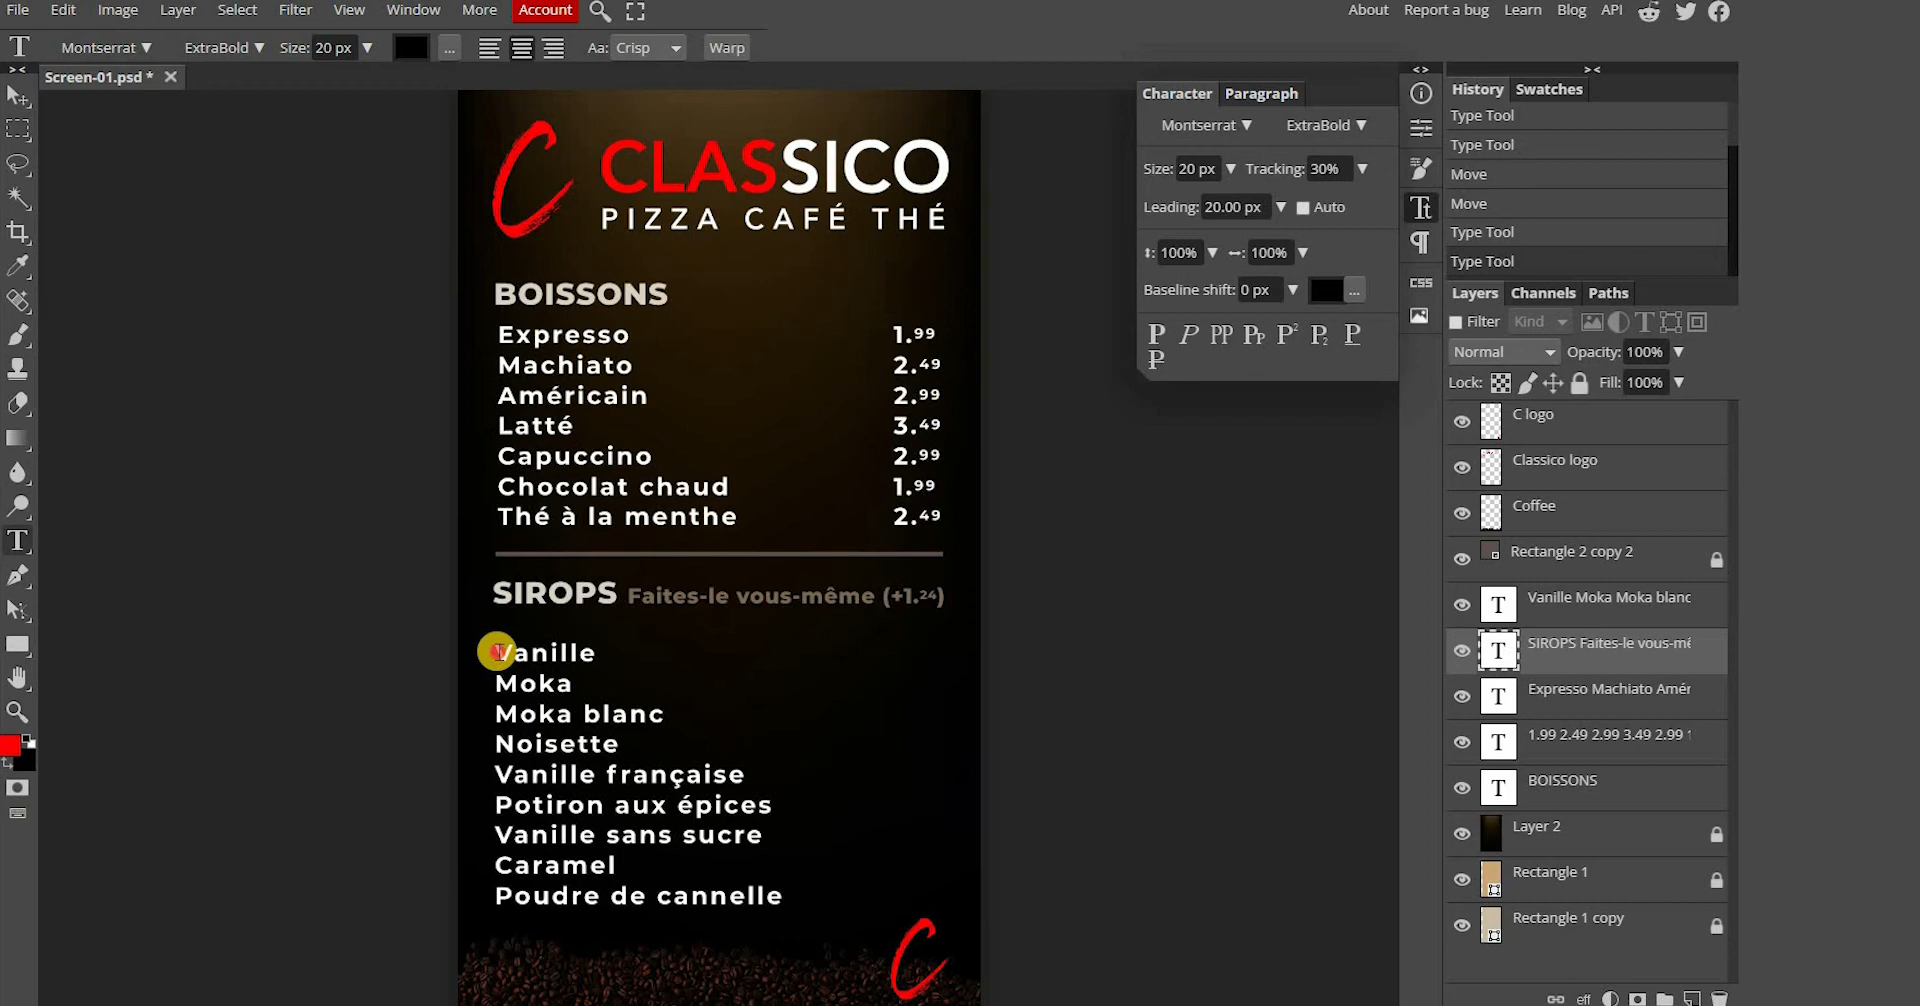 File Edit Image Layer Select Filter View Window More Account
About Report a bug Learn Blog API
T Montserrat ExtraBold Size: 20 px ... Aa: Crisp Warp
Screen-01.psd *
CLASSICO
PIZZA CAFÉ THÉ
BOISSONS
Expresso 1.99
Machiato 2.49
Américain 2.99
Latté 3.49
Capuccino 2.99
Chocolat chaud 1.99
Thé à la menthe 2.49
SIROPS Faites-le vous-même (+1.24)
Vanille
Moka
Moka blanc
Noisette
Vanille française
Potiron aux épices
Vanille sans sucre
Caramel
Poudre de cannelle
Character Paragraph
Montserrat ExtraBold
Size: 20 px Tracking: 30%
Leading: 20.00 px Auto
100% 100%
Baseline shift: 0 px ...
CSS
History Swatches
Type Tool
Type Tool
Move
Move
Type Tool
Type Tool
Layers Channels Paths
Filter Kind
Normal Opacity: 100%
Lock: Fill: 100%
C logo
Classico logo
Coffee
Rectangle 2 copy 2
Vanille Moka Moka blanc
SIROPS Faites-le vous-mê
Expresso Machiato Amér
1.99 2.49 2.99 3.49 2.99 1
BOISSONS
Layer 2
Rectangle 1
Rectangle 1 copy
eff